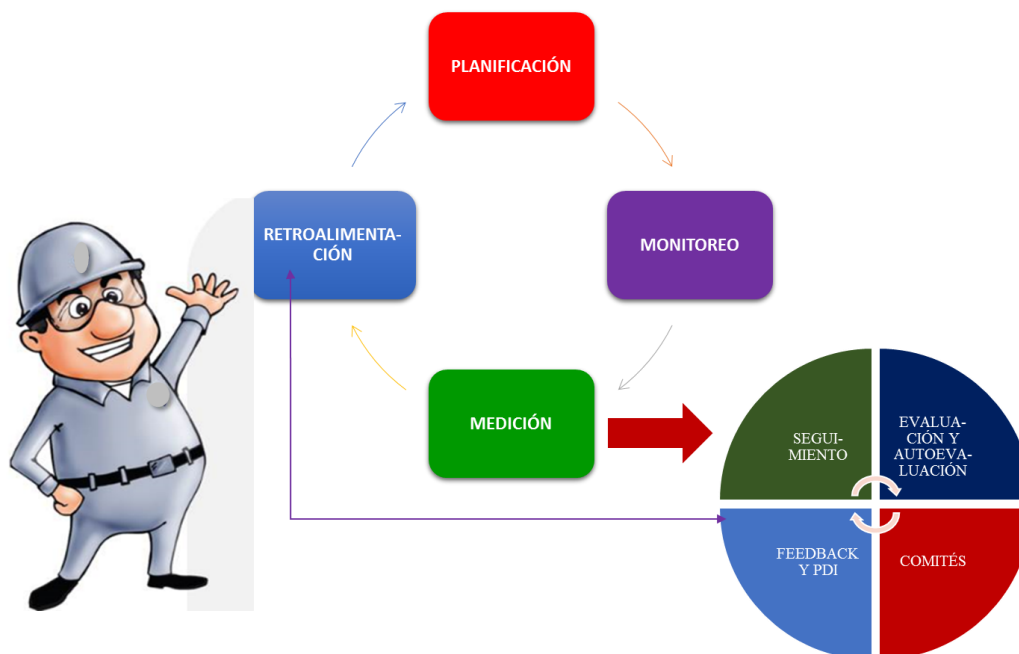 PLANIFICACIÓN
RETROALIMENTA-
CIÓN
MONITOREO
MEDICIÓN
SEGUI-
MIENTO
EVALUA-
CIÓN Y
AUTOEVA-
LUACIÓN
FEEDBACK
Y PDI
COMITÉS